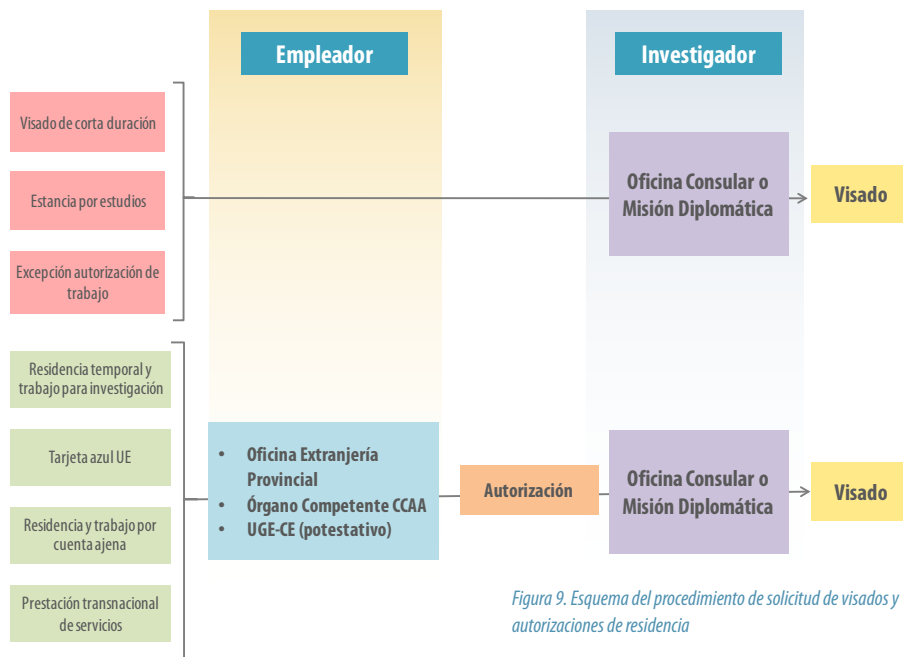 Empleador
Investigador
Visado de corta duración
Estancia por estudios
Excepción autorización de
trabajo
Oficina Consular o
Misión Diplomática
Visado
Residencia temporal y
trabajo para investigación
Tarjeta azul UE
Residencia y trabajo por
cuenta ajena
Prestación transnacional
de servicios
• Oficina Extranjería
Provincial
• Órgano Competente CCAA
• UGE-CE (potestativo)
Autorización
Oficina Consular o
Misión Diplomática
Visado
Figura 9. Esquema del procedimiento de solicitud de visados y
autorizaciones de residencia